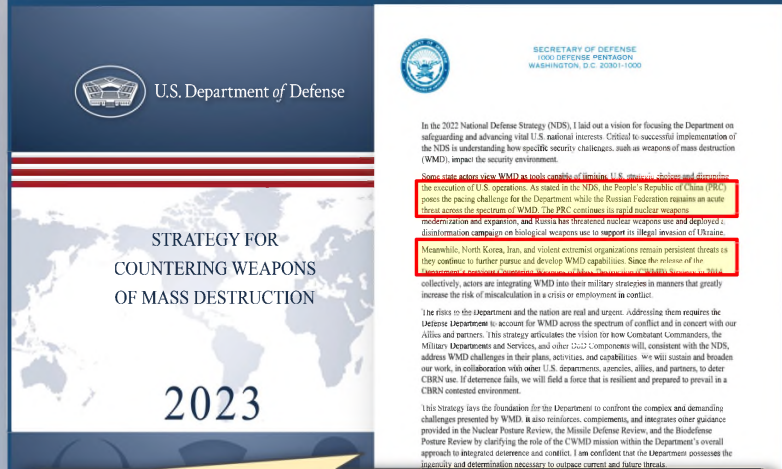 U.S. Department of Defense
STRATEGY FOR
COUNTERING WEAPONS
OF MASS DESTRUCTION
2023
SECRETARY OF DEFENSE
1000 DEFENSE PENTAGON
WASHINGTON, D.C. 20301-1000
In the 2022 National Defense Strategy (NDS), I laid out a vision for focusing the Department on
safeguarding and advancing vital U.S. national interests. Critical to successful implementation of
the NDS is understanding how specific security challenges, such as weapons of mass destruction
(WMD), impact the security environment.
Some state actors view WMD as tools capable of limiting U.S. strategic choices and disrupting
the execution of U.S. operations. As stated in the NDS, the People's Republic of China (PRC)
poses the pacing challenge for the Department while the Russian Federation remains an acute
threat across the spectrum of WMD. The PRC continues its rapid nuclear weapons
modernization and expansion, and Russia has threatened nuclear weapons use and deployed a
disinformation campaign on biological weapons use to support its illegal invasion of Ukraine.
Meanwhile, North Korea, Iran, and violent extremist organizations remain persistent threats as
they continue to further pursue and develop WMD capabilities. Since the release of the
Department's previous Countering Weapons of Mass Destruction (CWMD) Strategy in 2014,
collectively, actors are integrating WMD into their military strategies in manners that greatly
increase the risk of miscalculation in a crisis or employment in conflict.
The risks to the Department and the nation are real and urgent. Addressing them requires the
Defense Department to account for WMD across the spectrum of conflict and in concert with our
Allies and partners. This strategy articulates the vision for how Combatant Commanders, the
Military Departments and Services, and other DoD Components will, consistent with the NDS,
address WMD challenges in their plans, activities, and capabilities. We will sustain and broaden
our work, in collaboration with other U.S. departments, agencies, allies, and partners, to deter
CBRN use. If deterrence fails, we will field a force that is resilient and prepared to prevail in a
CBRN contested environment.
This Strategy lays the foundation for the Department to confront the complex and demanding
challenges presented by WMD. It also reinforces, complements, and integrates other guidance
provided in the Nuclear Posture Review, the Missile Defense Review, and the Biodefense
Posture Review by clarifying the role of the CWMD mission within the Department's overall
approach to integrated deterrence and conflict. I am confident that the Department possesses the
ingenuity and determination necessary to outpace current and future threats.